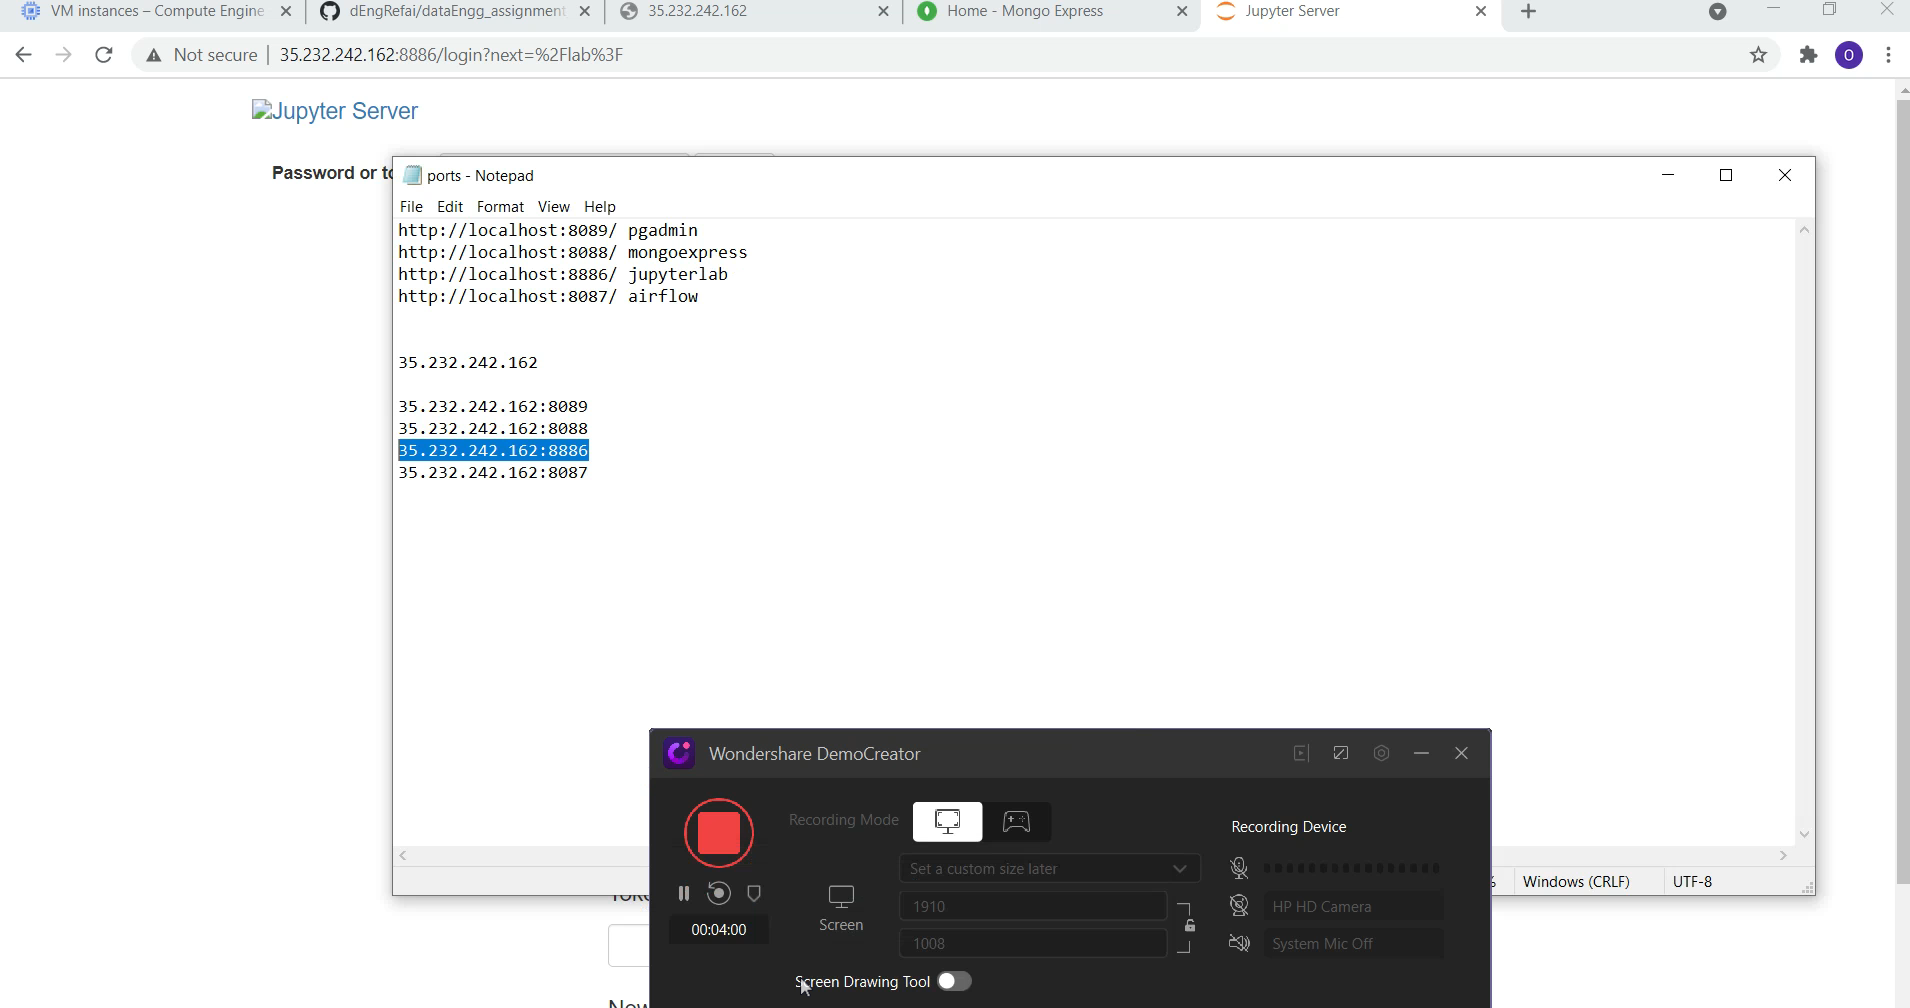 VM instances – Compute Engine
dEngRefai/dataEngg_assignment
35.232.242.162
Home - Mongo Express
Jupyter Server
Not secure
35.232.242.162:8886/login?next=%2Flab%3F
O
Jupyter Server
Password or to
ports - Notepad
File Edit Format View Help
http://localhost:8089/ pgadmin
http://localhost:8088/ mongoexpress
http://localhost:8886/ jupyterlab
http://localhost:8087/ airflow
35.232.242.162
35.232.242.162:8089
35.232.242.162:8088
35.232.242.162:8886
35.232.242.162:8087
Windows (CRLF)
UTF-8
Wondershare DemoCreator
Recording Mode
Recording Device
Set a custom size later
Screen
1910
HP HD Camera
00:04:00
1008
System Mic Off
Screen Drawing Tool